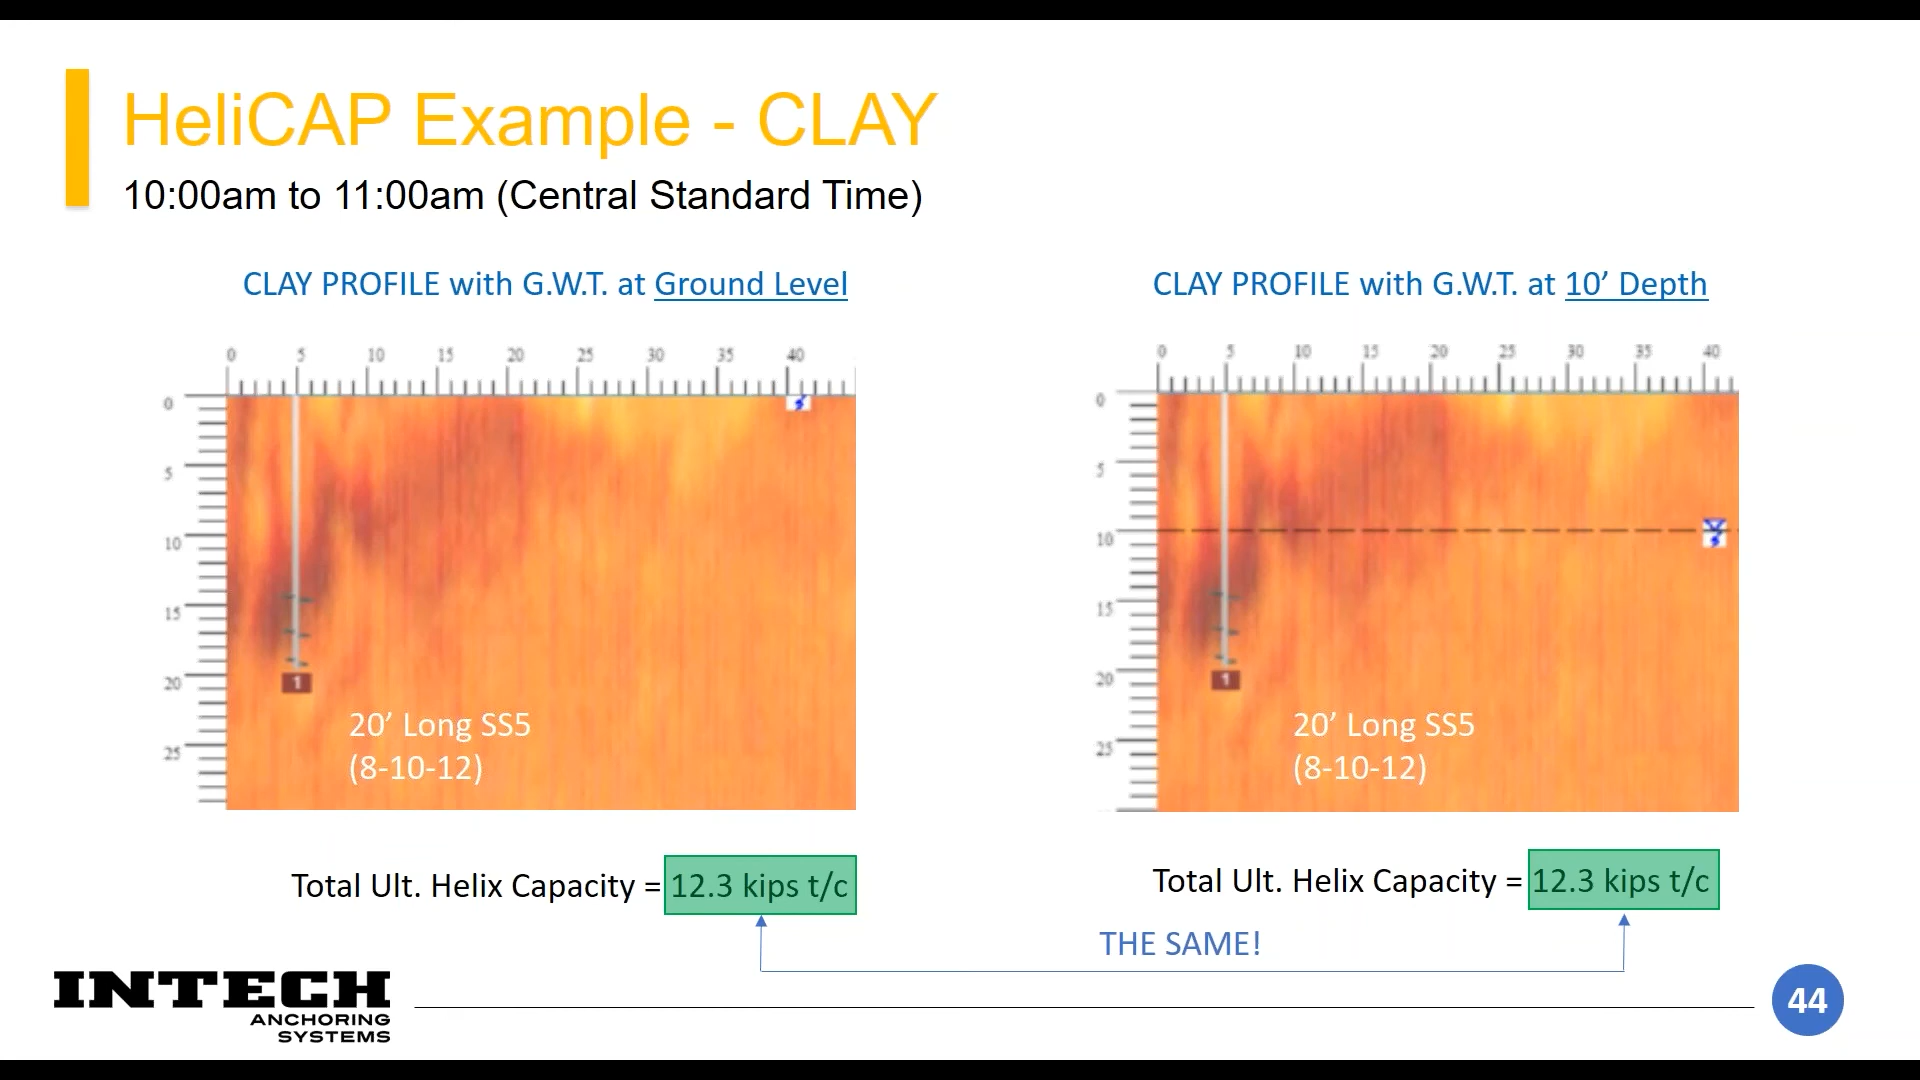 HeliCAP Example - CLAY
10:00am to 11:00am (Central Standard Time)
CLAY PROFILE with G.W.T. at Ground Level
0 5 10 15 20 25 30 35 40
0
5
10
15
20
25
1
20’ Long SS5
(8-10-12)
Total Ult. Helix Capacity = 12.3 kips t/c
CLAY PROFILE with G.W.T. at 10’ Depth
0 5 10 15 20 25 30 35 40
0
5
10
15
20
25
1
20’ Long SS5
(8-10-12)
Total Ult. Helix Capacity = 12.3 kips t/c
THE SAME!
INTECH
ANCHORING
SYSTEMS
44